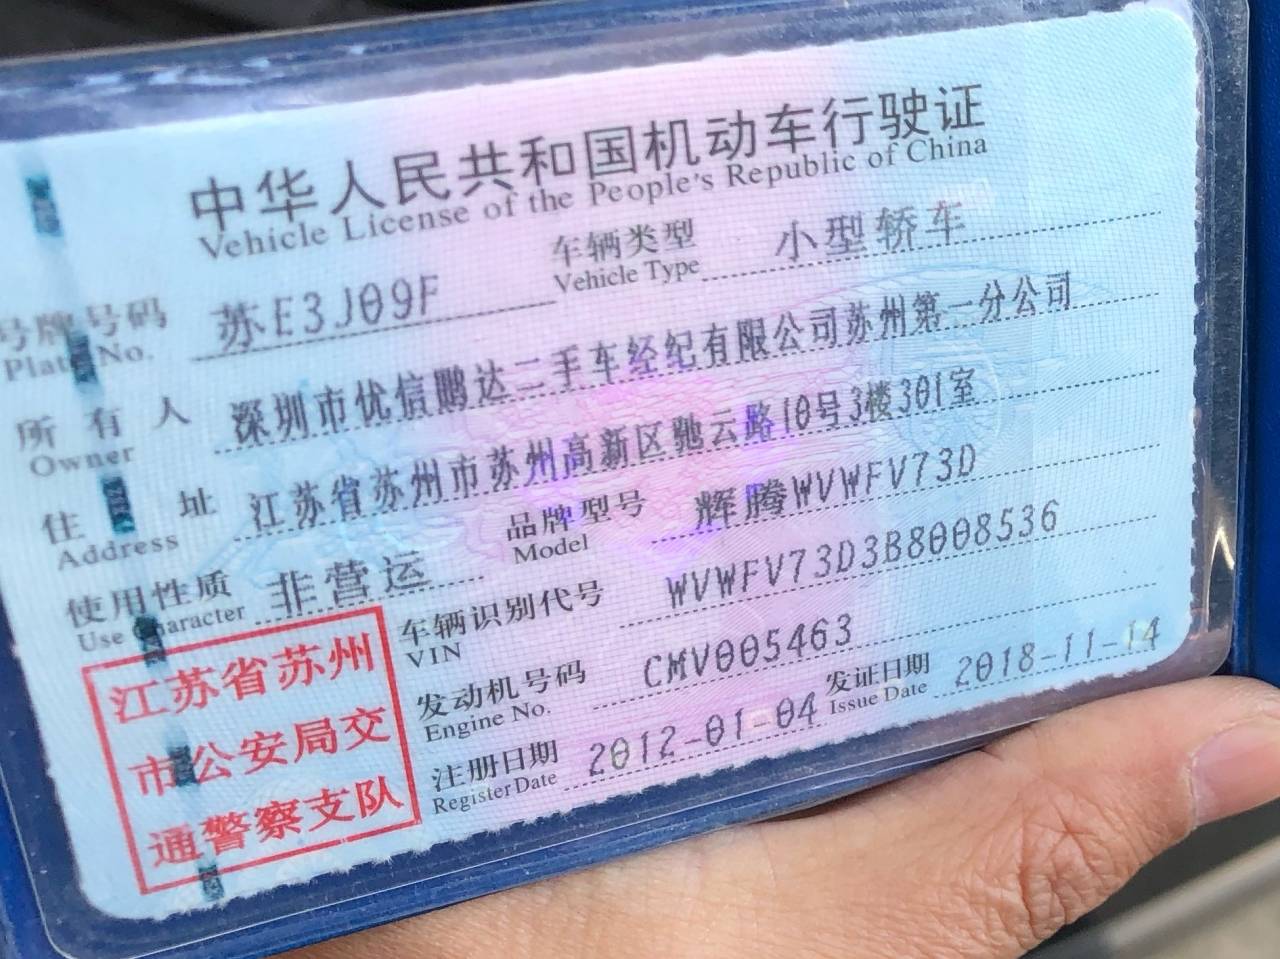 中华人民共和国机动车行驶证
Vehicle License of the People's Republic of China
号牌号码 苏E3J09F 车辆类型 小型轿车
Plate No. Vehicle Type
所有人 深圳市优信鹏达二手车经纪有限公司苏州第一分公司
Owner
住址 江苏省苏州市苏州高新区驰云路10号3楼301室
Address
使用性质 非营运 品牌型号 辉腾WVWFV73D
Use Character Model
车辆识别代号 WVWFV73D3B8008536
VIN
发动机号码 CMV005463
Engine No.
注册日期 2012-01-04 发证日期 2018-11-14
Register Date Issue Date
江苏省苏州
市公安局交
通警察支队